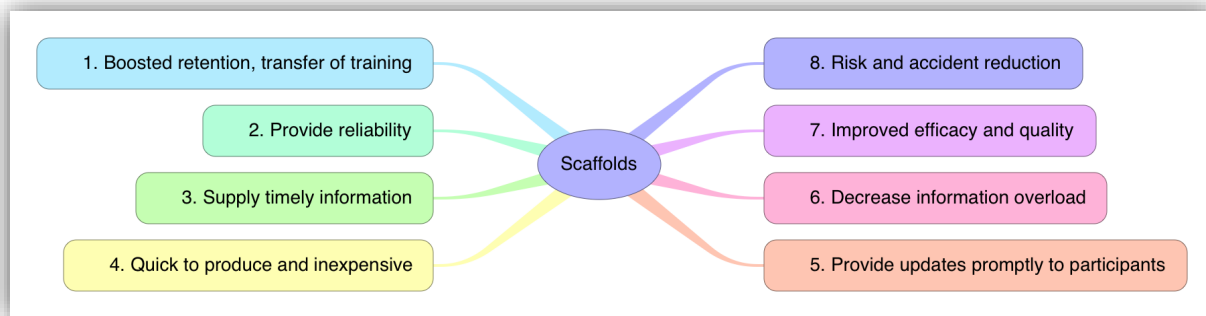 1. Boosted retention, transfer of training
2. Provide reliability
3. Supply timely information
4. Quick to produce and inexpensive
Scaffolds
8. Risk and accident reduction
7. Improved efficacy and quality
6. Decrease information overload
5. Provide updates promptly to participants